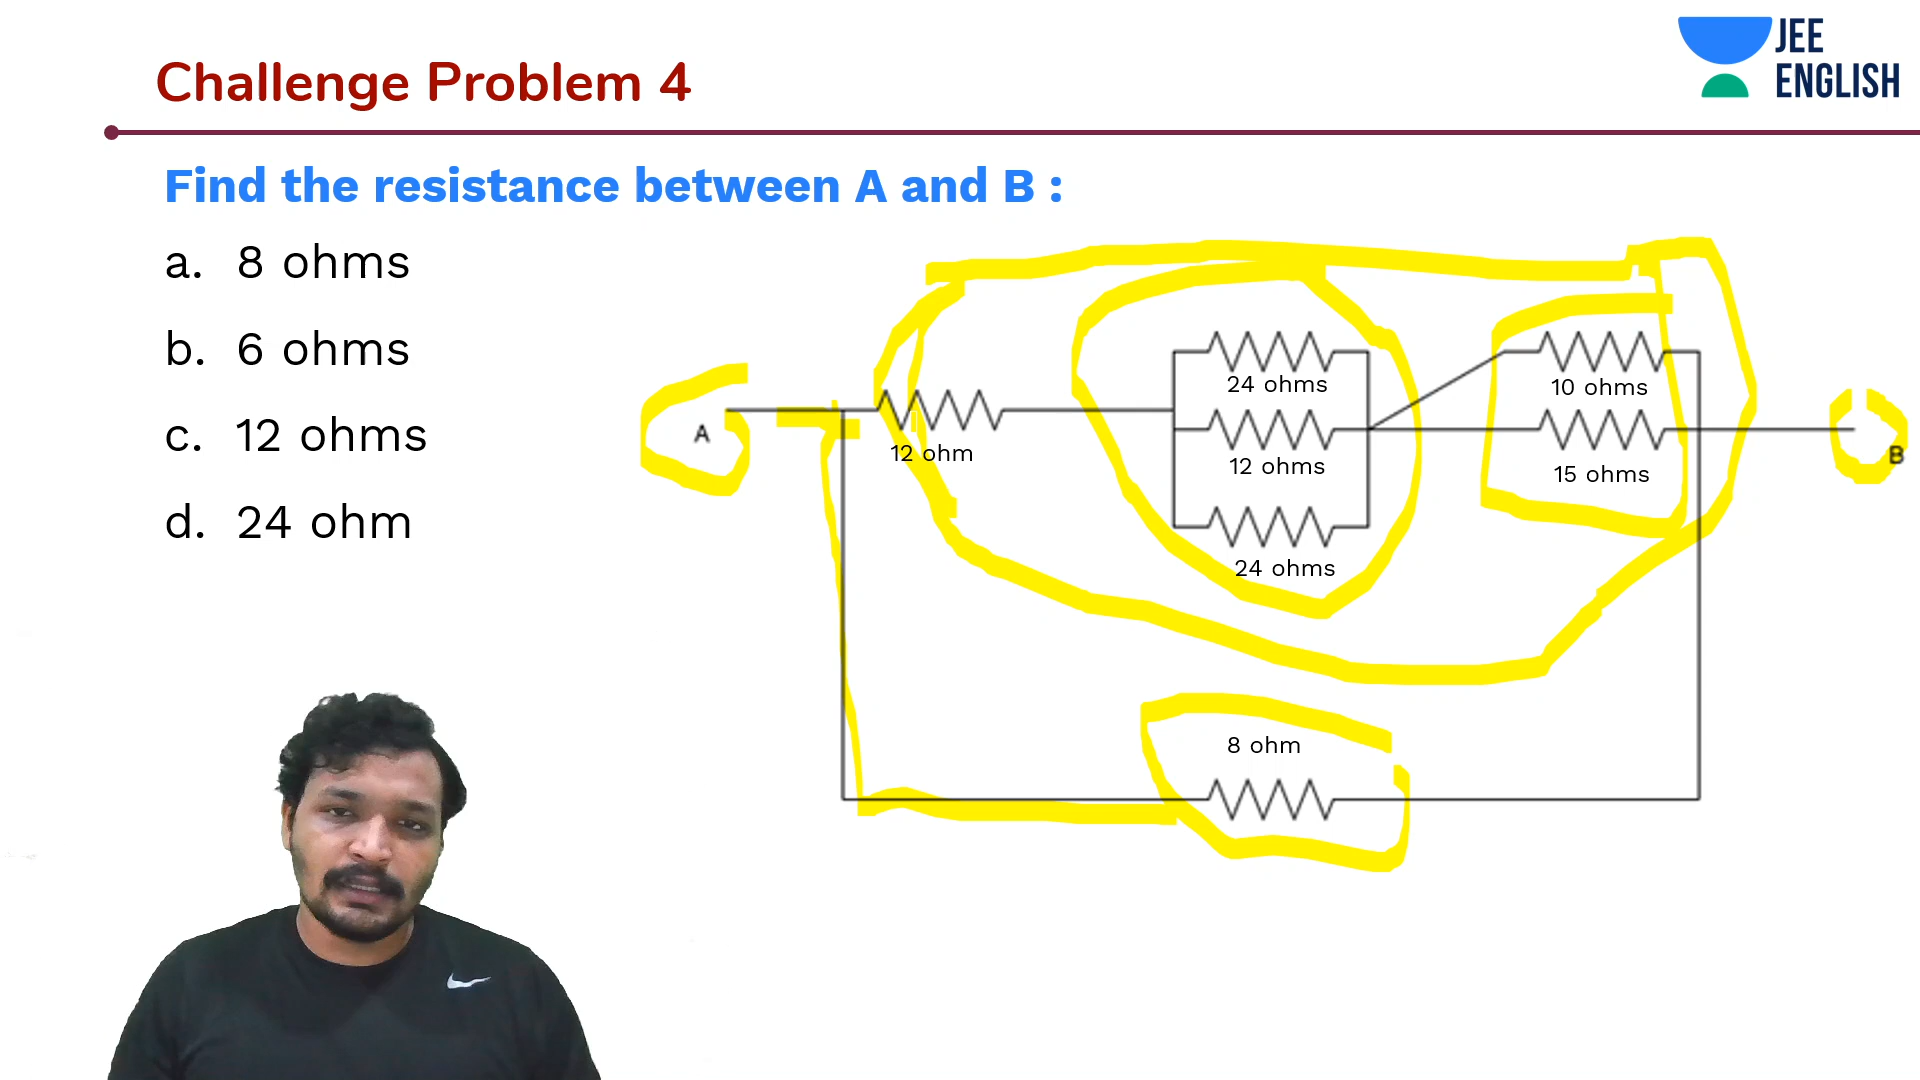 JEE
ENGLISH
Challenge Problem 4
Find the resistance between A and B :
a. 8 ohms
b. 6 ohms
c. 12 ohms
d. 24 ohm
A
12 ohm
24 ohms
12 ohms
24 ohms
10 ohms
15 ohms
B
8 ohm